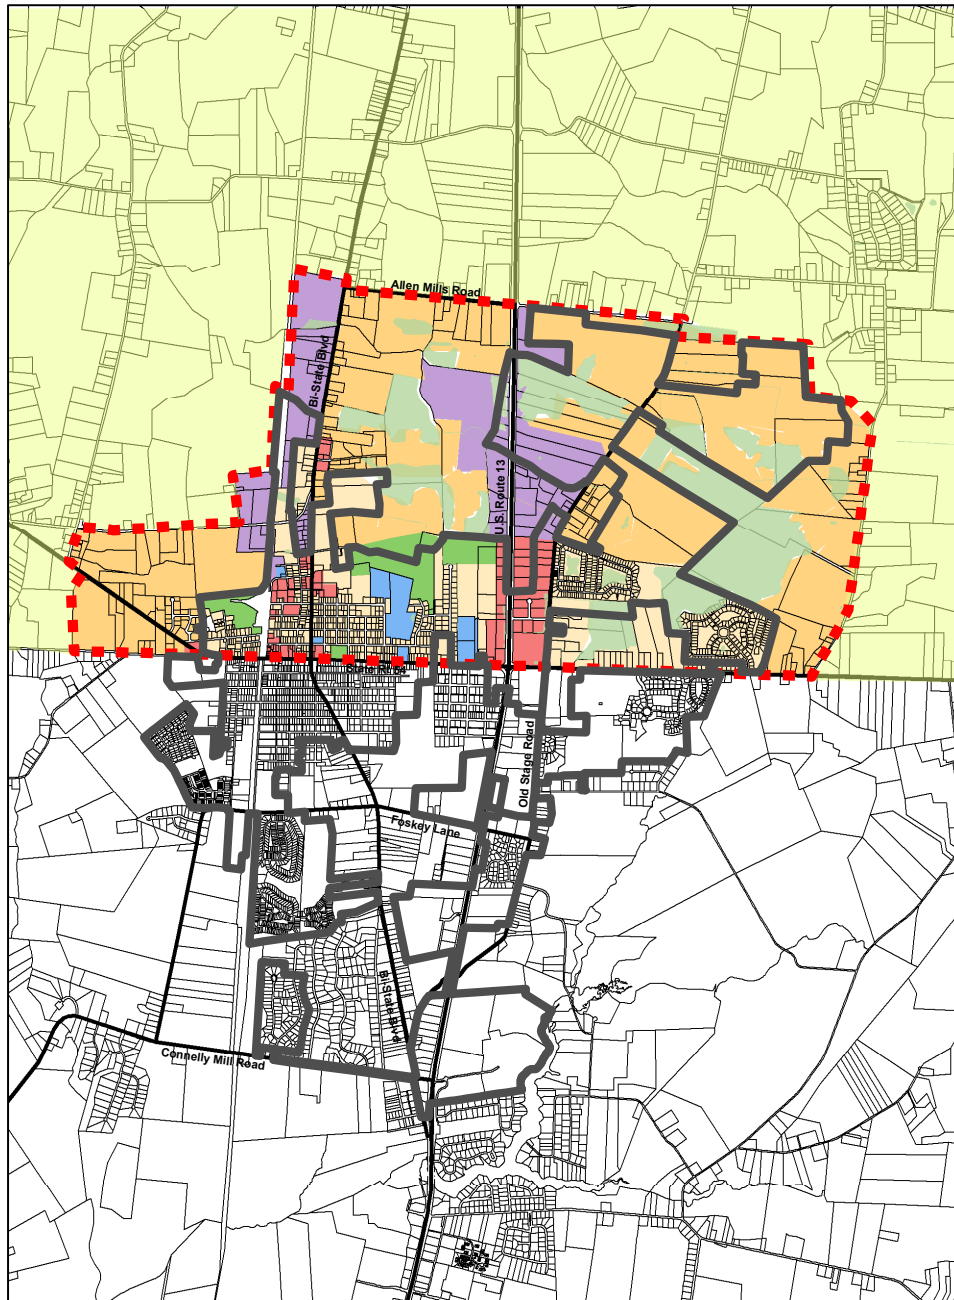 Allen Mills Road
Bi-State Blvd
U.S. Route 13
Old Stage Road
Foskey Lane
Bi-State Blvd
Connelly Mill Road